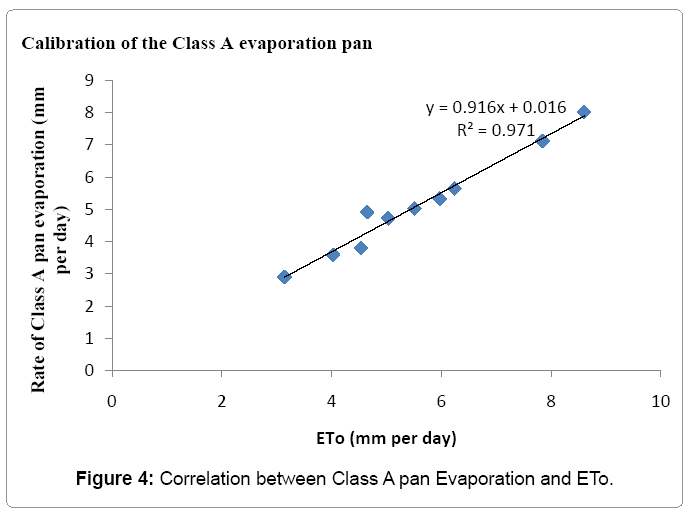 Calibration of the Class A evaporation pan
Rate of Class A pan evaporation (mm
per day)
9
8
7
6
5
4
3
2
1
0
y = 0.916x + 0.016
R² = 0.971
0 2 4 6 8 10
ETo (mm per day)
Figure 4: Correlation between Class A pan Evaporation and ETo.